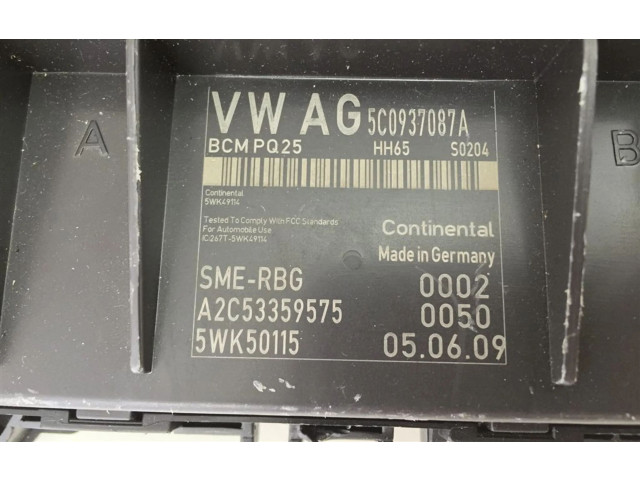 A
B
VW AG 5C0937087A
BCM PQ25 HH65 S0204
Continental
5WK49114
Tested To Comply With FCC Standards
For Automobile Use
IC:267T-5WK49114
Continental
Made in Germany
SME-RBG 0002
A2C53359575 0050
5WK50115 05.06.09